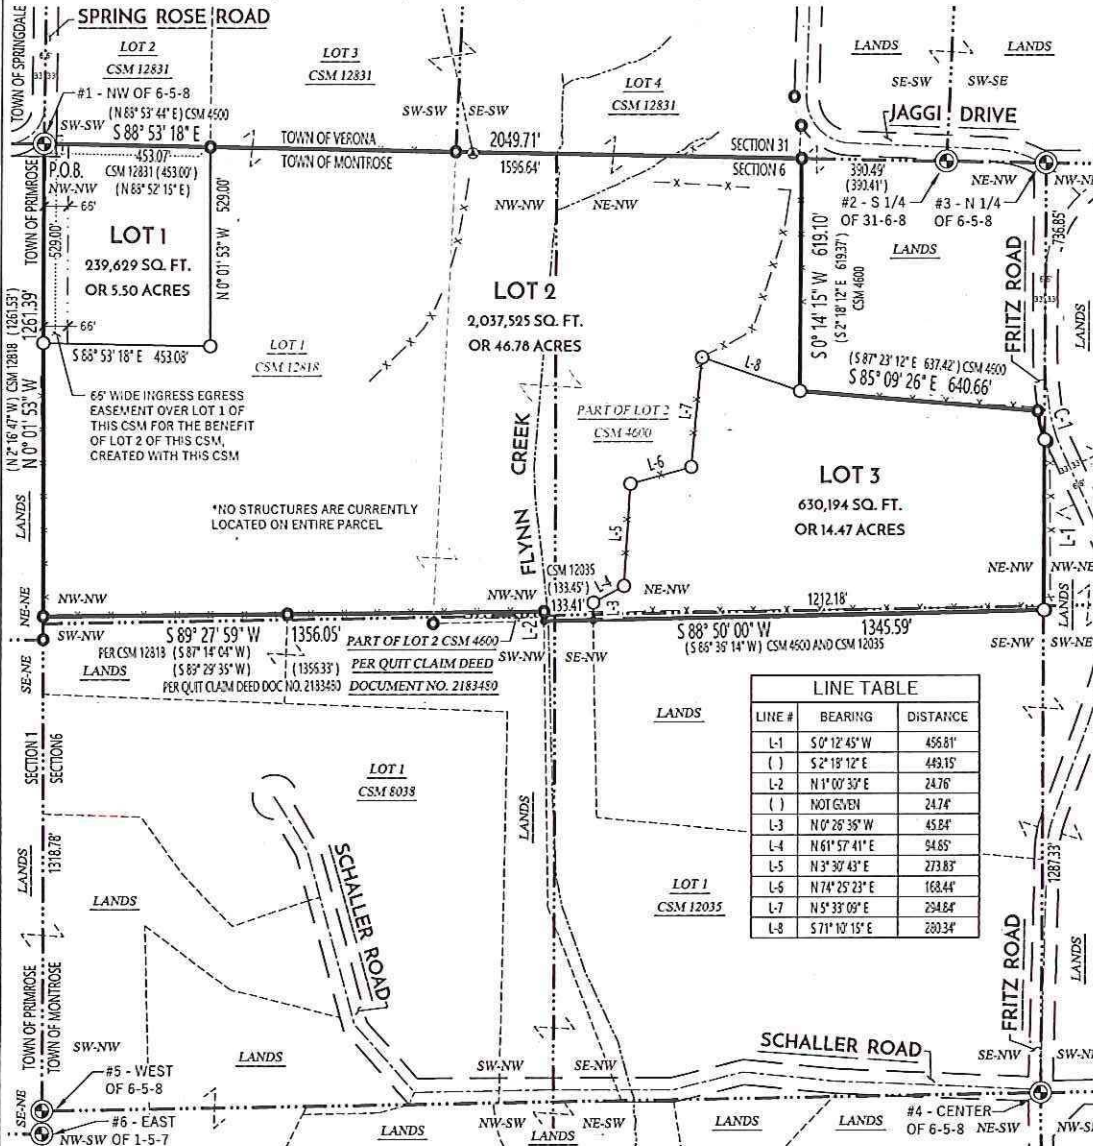 SPRING ROSE ROAD
TOWN OF SPRINGDALE
LOT 2
CSM 12831
LOT 3
CSM 12831
LOT 4
CSM 12831
LANDS
LANDS
SE-SW
SW-SE
33
33
#1 - NW OF 6-5-8
(N 88° 53' 44" E) CSM 4600
SW-SW
S 88° 53' 18" E
SW-SW
SE-SW
JAGGI DRIVE
TOWN OF VERONA
TOWN OF MONTROSE
2049.71'
1596.64'
SECTION 31
SECTION 6
453.07'
P.O.B.
CSM 12831 (453.00')
(N 88° 52' 15" E)
NW-NW
66'
390.49'
(390.41')
#2 - S 1/4
OF 31-6-8
NE-NW
#3 - N 1/4
OF 6-5-8
NW-NE
TOWN OF PRIMROSE
529.00'
LOT 1
239,629 SQ. FT.
OR 5.50 ACRES
N 0° 01' 53" W 529.00'
NW-NW
NE-NW
LANDS
736.85'
S 0° 14' 15" W 619.10'
(S 2° 18' 12" E 619.37')
CSM 4600
FRITZ ROAD
33
33
LANDS
LOT 2
2,037,525 SQ. FT.
OR 46.78 ACRES
66'
S 88° 53' 18" E 453.08'
LOT 1
CSM 12818
(N 2° 16' 47" W) CSM 12818 (1261.53')
N 0° 01' 53" W 1261.39'
L-8
(S 87° 23' 12" E 637.42') CSM 4600
S 85° 09' 26" E 640.66'
66' WIDE INGRESS EGRESS
EASEMENT OVER LOT 1 OF
THIS CSM FOR THE BENEFIT
OF LOT 2 OF THIS CSM,
CREATED WITH THIS CSM
PART OF LOT 2
CSM 4600
L-7
C-1
L-6
33
33
LOT 3
630,194 SQ. FT.
OR 14.47 ACRES
FLYNN CREEK
*NO STRUCTURES ARE CURRENTLY
LOCATED ON ENTIRE PARCEL
LANDS
L-5
L-1
CSM 12035
(133.45')
133.41'
L-4
L-3
NE-NW
NE-NW
NW-NE
NE-NE
NW-NW
NW-NW
1212.18'
LANDS
SW-NW
S 89° 27' 59" W
1356.05'
PER CSM 12818
(S 87° 14' 04" W)
(S 89° 29' 35" W)
(1356.33')
PER QUIT CLAIM DEED DOC NO. 2183480
LANDS
PART OF LOT 2 CSM 4600
PER QUIT CLAIM DEED
DOCUMENT NO. 2183480
L-2
SW-NW
SE-NW
S 88° 50' 00" W
1345.59'
(S 86° 36' 14" W) CSM 4600 AND CSM 12035
SE-NW
SW-NE
SE-NE
LANDS
LINE TABLE
LINE # BEARING DISTANCE
L-1 S 0° 12' 45" W 456.81'
( ) S 2° 18' 12" E 449.15'
L-2 N 1° 00' 30" E 24.76'
( ) NOT GIVEN 24.74'
L-3 N 0° 26' 36" W 45.84'
L-4 N 61° 57' 41" E 94.85'
L-5 N 3° 30' 43" E 273.83'
L-6 N 74° 25' 23" E 168.44'
L-7 N 5° 33' 09" E 294.84'
L-8 S 71° 10' 15" E 280.34'
SECTION 1
SECTION 6
LOT 1
CSM 8038
LANDS
LANDS
1318.78'
LANDS
SCHALLER ROAD
LOT 1
CSM 12035
1287.33'
FRITZ ROAD
LANDS
TOWN OF PRIMROSE
TOWN OF MONTROSE
SW-NW
LANDS
SW-NW
SE-NW
SCHALLER ROAD
SE-NW
SW-NE
#5 - WEST
OF 6-5-8
SE-NE
#6 - EAST
OF 1-5-7
NW-SW
LANDS
NW-SW
LANDS
NE-SW
LANDS
LANDS
#4 - CENTER
OF 6-5-8
NE-SW
NW-SE